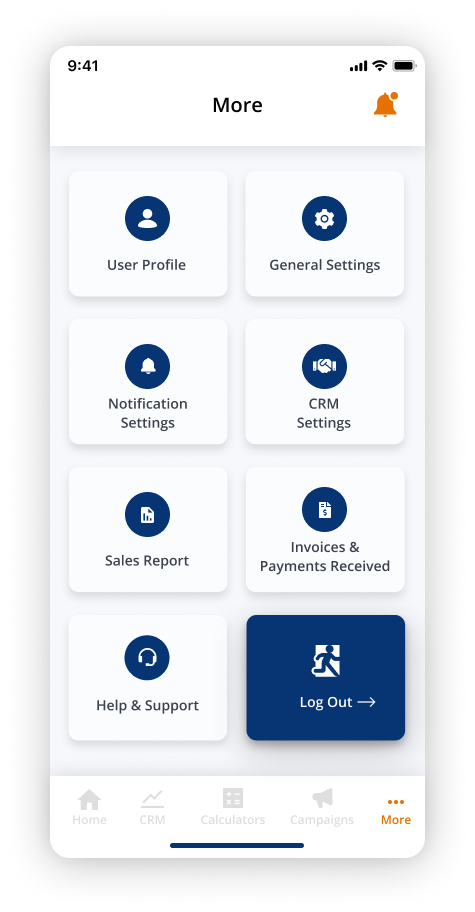 9:41
More
User Profile
General Settings
Notification
Settings
CRM
Settings
Sales Report
Invoices &
Payments Received
Help & Support
Log Out
Home
CRM
Calculators
Campaigns
More